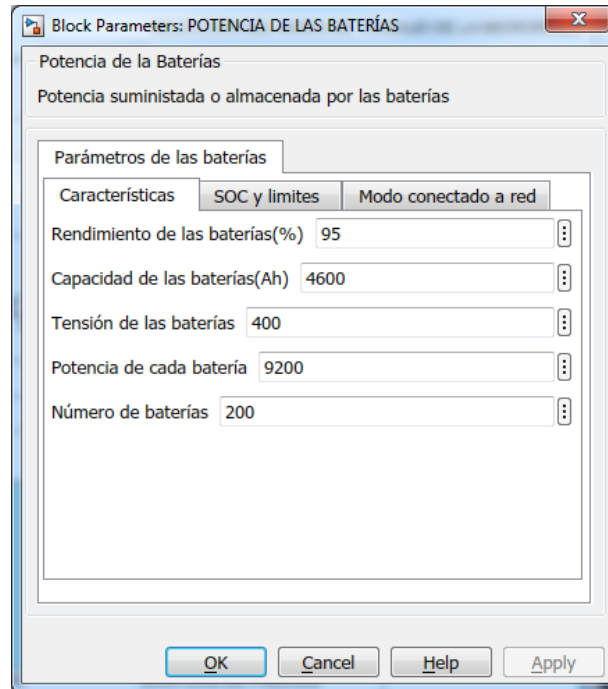 Block Parameters: POTENCIA DE LAS BATERÍAS
Potencia de la Baterías
Potencia suministada o almacenada por las baterías
Parámetros de las baterías
Características SOC y limites Modo conectado a red
Rendimiento de las baterías(%) 95
Capacidad de las baterías(Ah) 4600
Tensión de las baterías 400
Potencia de cada batería 9200
Número de baterías 200
OK Cancel Help Apply